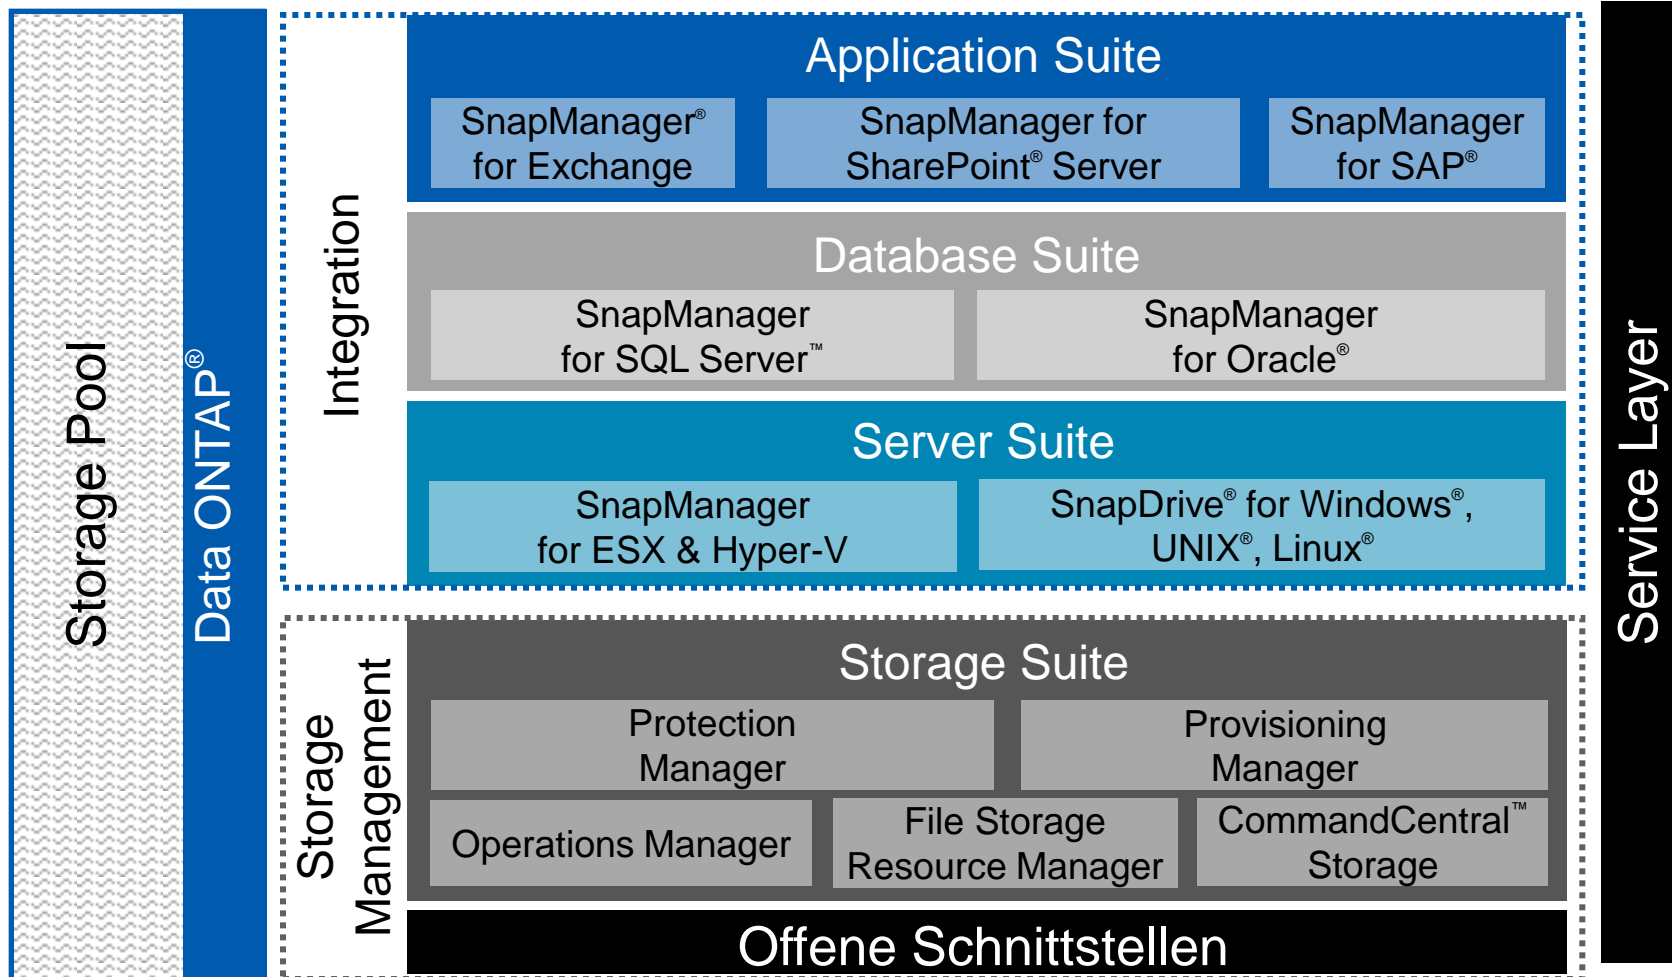 Storage Pool
Data ONTAP®
Integration
Application Suite
SnapManager®
for Exchange
SnapManager for
SharePoint® Server
SnapManager
for SAP®
Database Suite
SnapManager
for SQL Server™
SnapManager
for Oracle®
Server Suite
SnapManager
for ESX & Hyper-V
SnapDrive® for Windows®,
UNIX®, Linux®
Storage
Management
Storage Suite
Protection
Manager
Provisioning
Manager
Operations Manager
File Storage
Resource Manager
CommandCentral™
Storage
Offene Schnittstellen
Service Layer